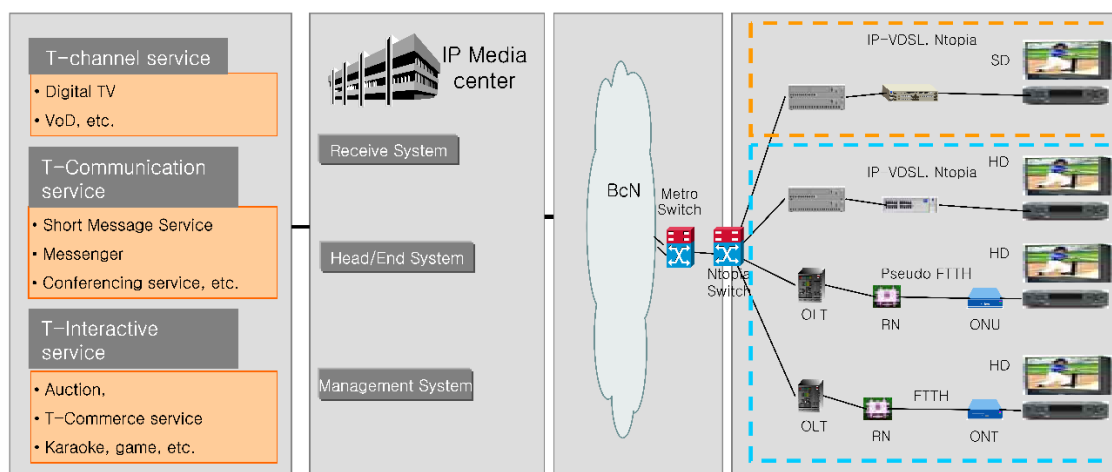 T-channel service
• Digital TV
• VoD, etc.
T-Communication
service
• Short Message Service
• Messenger
• Conferencing service, etc.
T-Interactive
service
• Auction,
• T-Commerce service
• Karaoke, game, etc.
IP Media
center
Receive System
Head/End System
Management System
BcN
Metro
Switch
Ntopia
Switch
IP-VDSL. Ntopia
SD
IP-VDSL. Ntopia
HD
HD
Pseudo FTTH
OLT
RN
ONU
HD
FTTH
OLT
RN
ONT